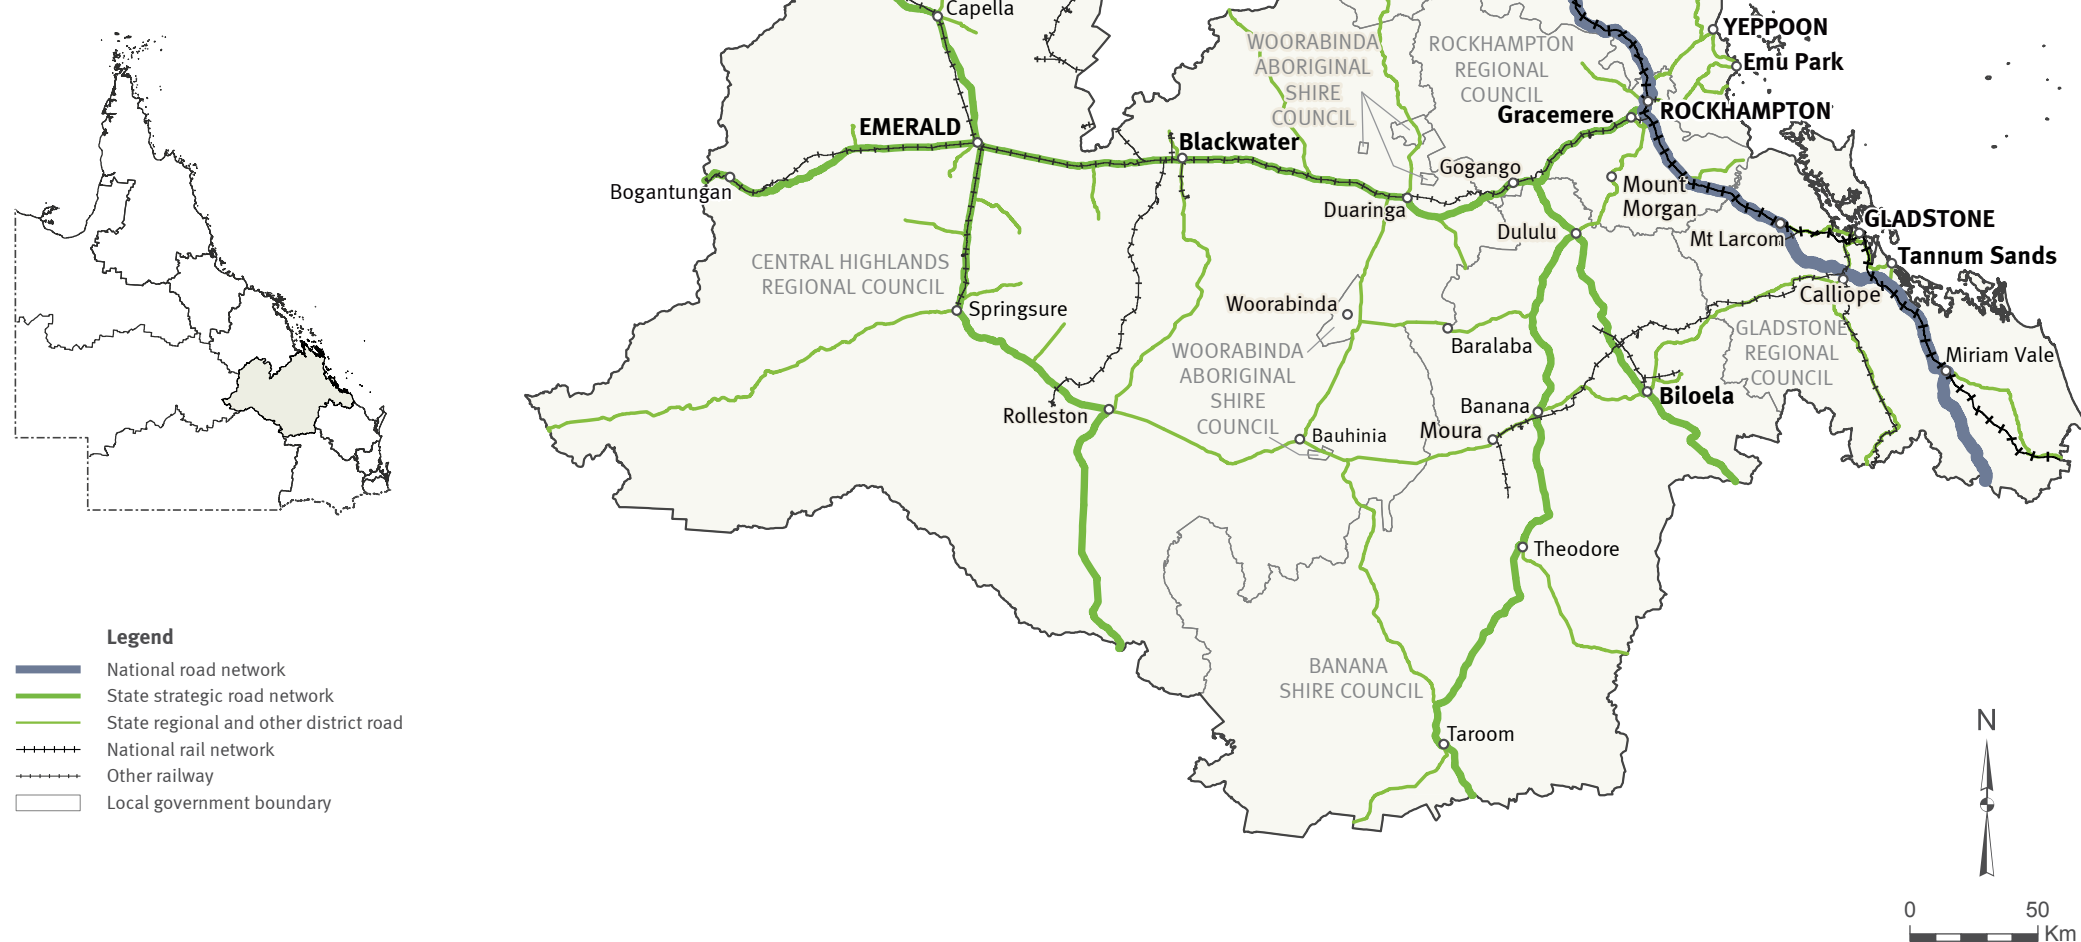 Capella
YEPPOON
Emu Park
WOORABINDA
ABORIGINAL
SHIRE
COUNCIL
ROCKHAMPTON
REGIONAL
COUNCIL
Gracemere
ROCKHAMPTON
EMERALD
Blackwater
Bogantungan
Gogango
Duaringa
Mount
Morgan
Dululu
Mt Larcom
GLADSTONE
Tannum Sands
CENTRAL HIGHLANDS
REGIONAL COUNCIL
Springsure
Woorabinda
Calliope
WOORABINDA
ABORIGINAL
SHIRE
COUNCIL
Baralaba
GLADSTONE
REGIONAL
COUNCIL
Miriam Vale
Rolleston
Banana
Biloela
Bauhinia
Moura
Theodore
BANANA
SHIRE COUNCIL
Taroom
Legend
National road network
State strategic road network
State regional and other district road
National rail network
Other railway
Local government boundary
N
0 50
Km